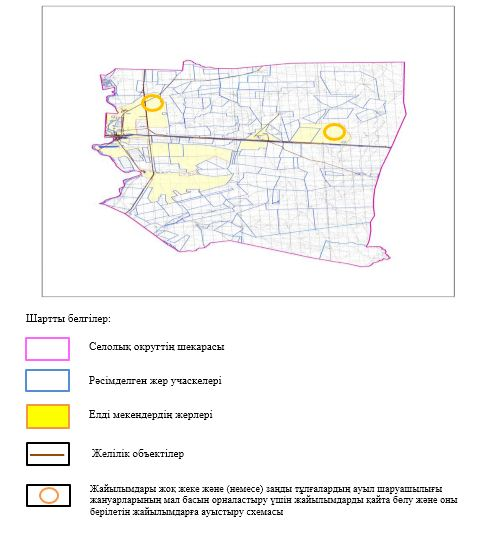 Шартты белгілер:
Селолық округтің шекарасы
Рәсімделген жер учаскелері
Елді мекендердің жерлері
Желілік объектілер
Жайылымдары жоқ жеке және (немесе) заңды тұлғалардың ауыл шаруашылығы
жануарларының мал басын орналастыру үшін жайылымдарды қайта бөлу және оны
берілетін жайылымдарға ауыстыру схемасы